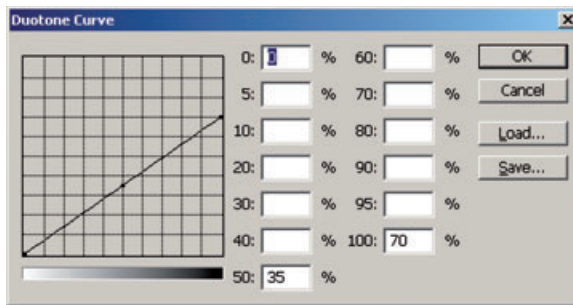 Duotone Curve
0: 0 % 60: % OK
5: % 70: % Cancel
10: % 80: % Load...
20: % 90: % Save...
30: % 95: %
40: % 100: 70 %
50: 35 %